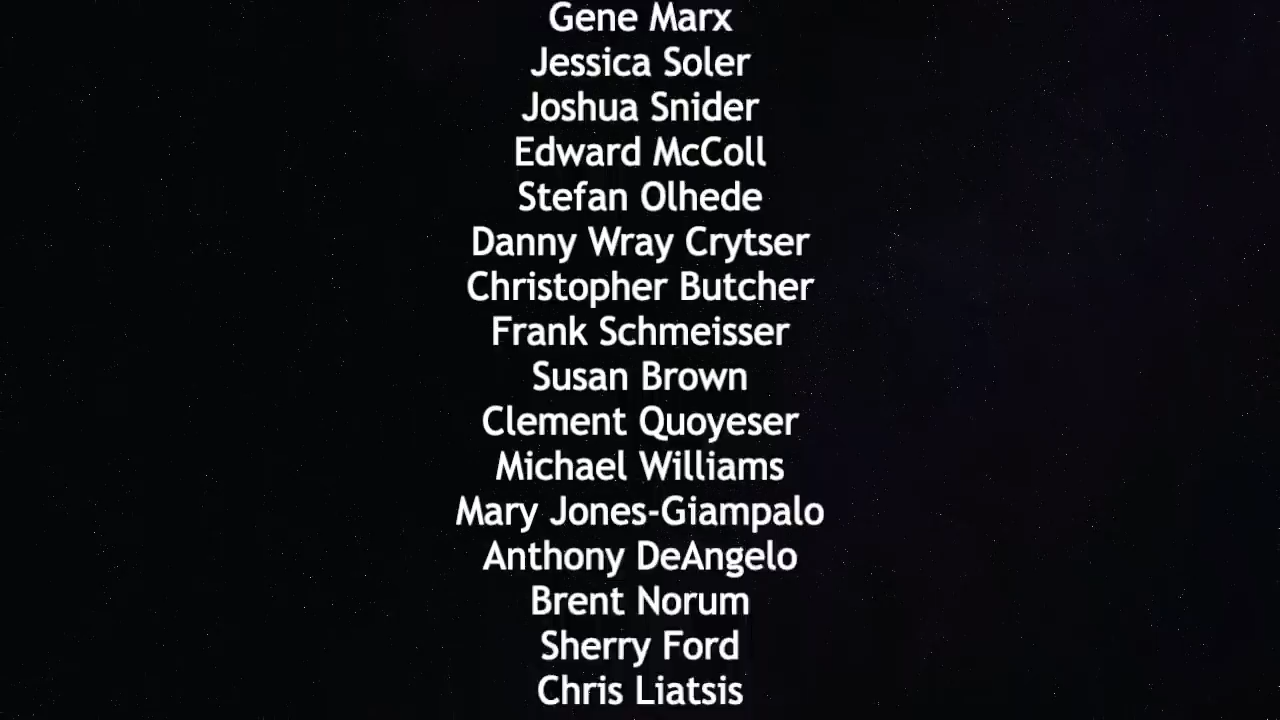 Gene Marx
Jessica Soler
Joshua Snider
Edward McColl
Stefan Olhede
Danny Wray Crytser
Christopher Butcher
Frank Schmeisser
Susan Brown
Clement Quoyeser
Michael Williams
Mary Jones-Giampalo
Anthony DeAngelo
Brent Norum
Sherry Ford
Chris Liatsis